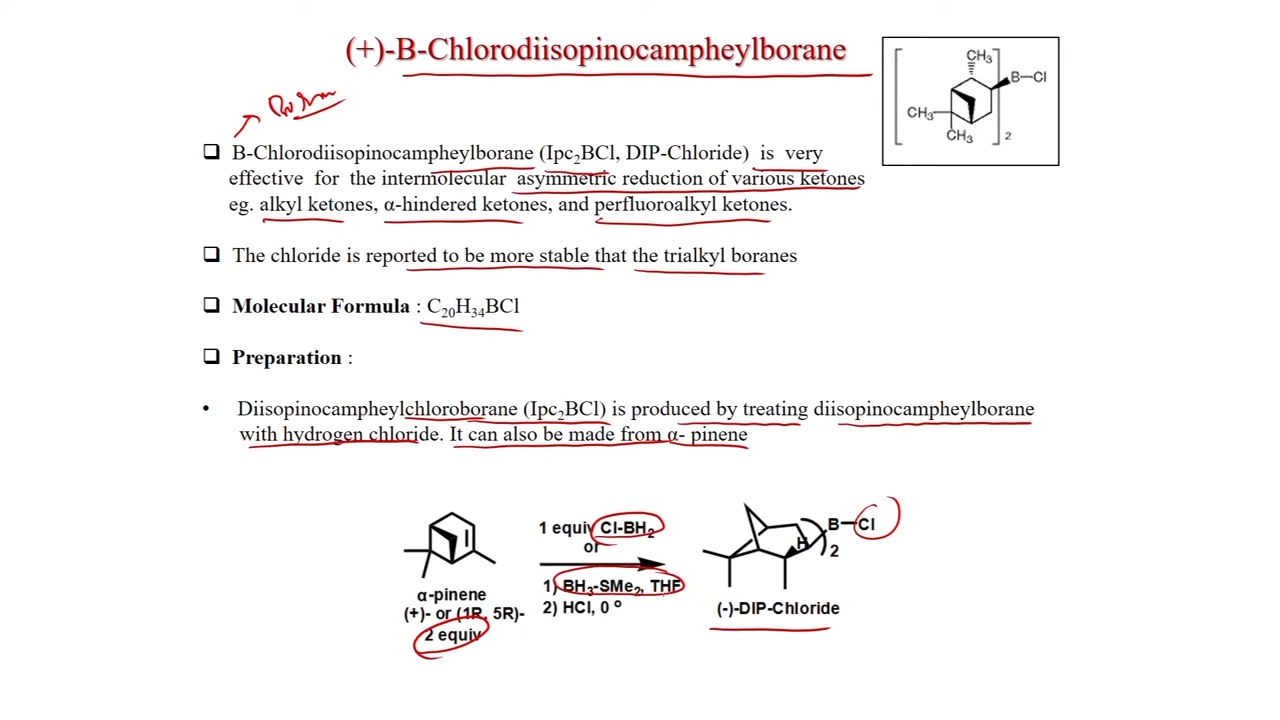 (+)-B-Chlorodiisopinocampheylborane
CH₃
B—Cl
CH₃
CH₃
2
❑ B-Chlorodiisopinocampheylborane (Ipc₂BCl, DIP-Chloride) is very
effective for the intermolecular asymmetric reduction of various ketones
eg. alkyl ketones, α-hindered ketones, and perfluoroalkyl ketones.
❑ The chloride is reported to be more stable that the trialkyl boranes
❑ Molecular Formula : C₂₀H₃₄BCl
❑ Preparation :
• Diisopinocampheylchloroborane (Ipc₂BCl) is produced by treating diisopinocampheylborane
with hydrogen chloride. It can also be made from α- pinene
α-pinene
(+)- or (1R, 5R)-
2 equiv
1 equiv Cl-BH₂
or
1) BH₃-SMe₂, THF
2) HCl, 0 °
H
)₂
B—Cl
(-)-DIP-Chloride